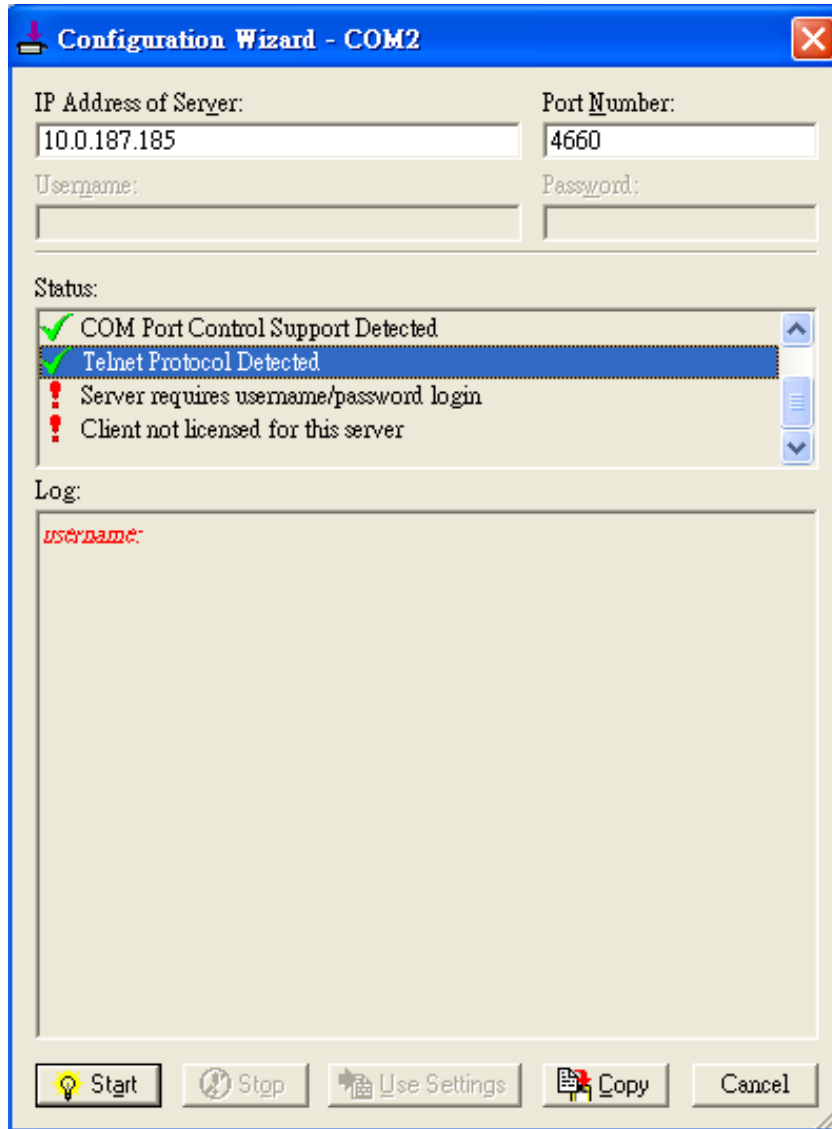 Configuration Wizard - COM2
IP Address of Server: Port Number:
10.0.187.185 4660
Username: Password:
Status:
COM Port Control Support Detected
Telnet Protocol Detected
Server requires username/password login
Client not licensed for this server
Log:
username:
Start Stop Use Settings Copy Cancel